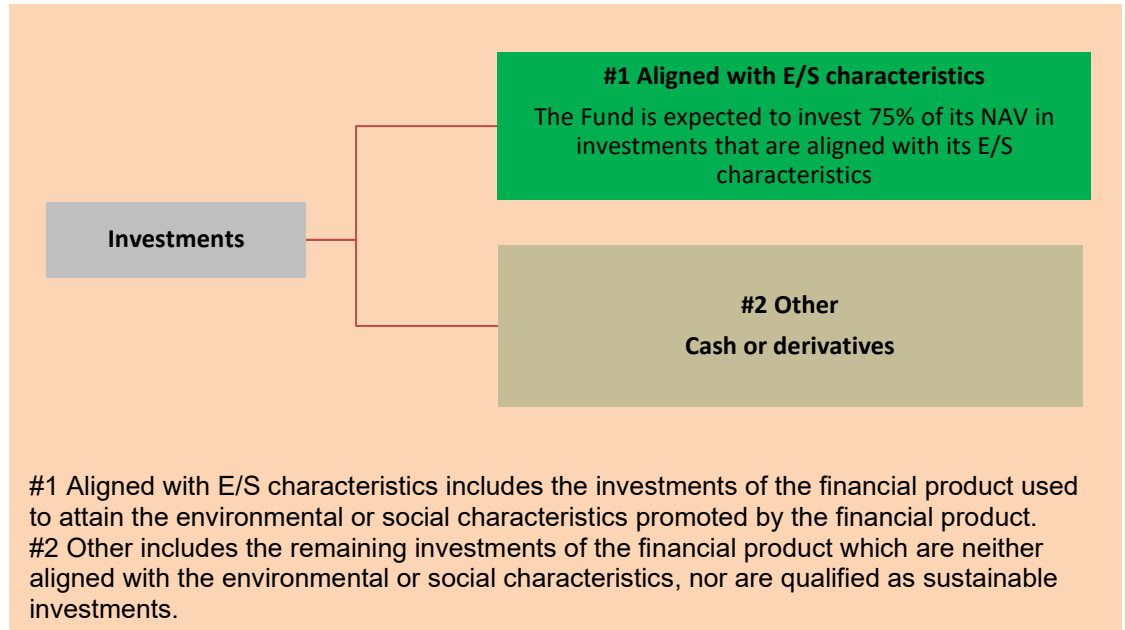 #1 Aligned with E/S characteristics
The Fund is expected to invest 75% of its NAV in
investments that are aligned with its E/S
characteristics
Investments
#2 Other
Cash or derivatives
#1 Aligned with E/S characteristics includes the investments of the financial product used
to attain the environmental or social characteristics promoted by the financial product.
#2 Other includes the remaining investments of the financial product which are neither
aligned with the environmental or social characteristics, nor are qualified as sustainable
investments.